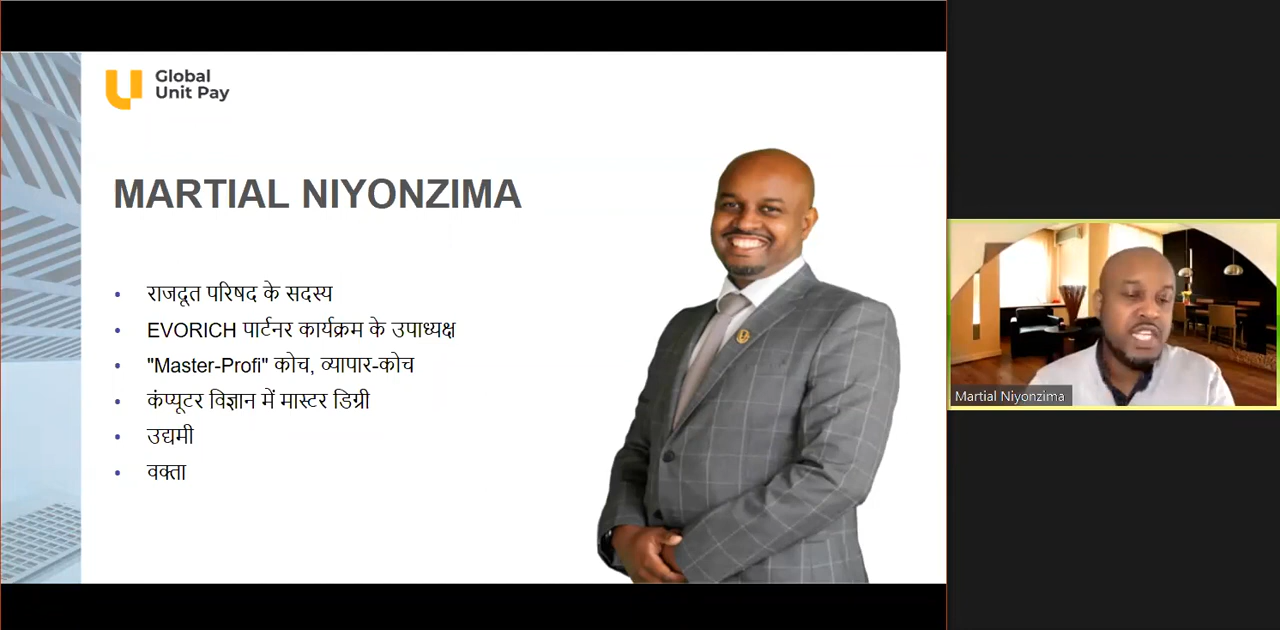 Global
Unit Pay
MARTIAL NIYONZIMA
• राजदूत परिषद के सदस्य
• EVORICH पार्टनर कार्यक्रम के उपाध्यक्ष
• "Master-Profi" कोच, व्यापार-कोच
• कंप्यूटर विज्ञान में मास्टर डिग्री
• उद्यमी
• वक्ता
Martial Niyonzima